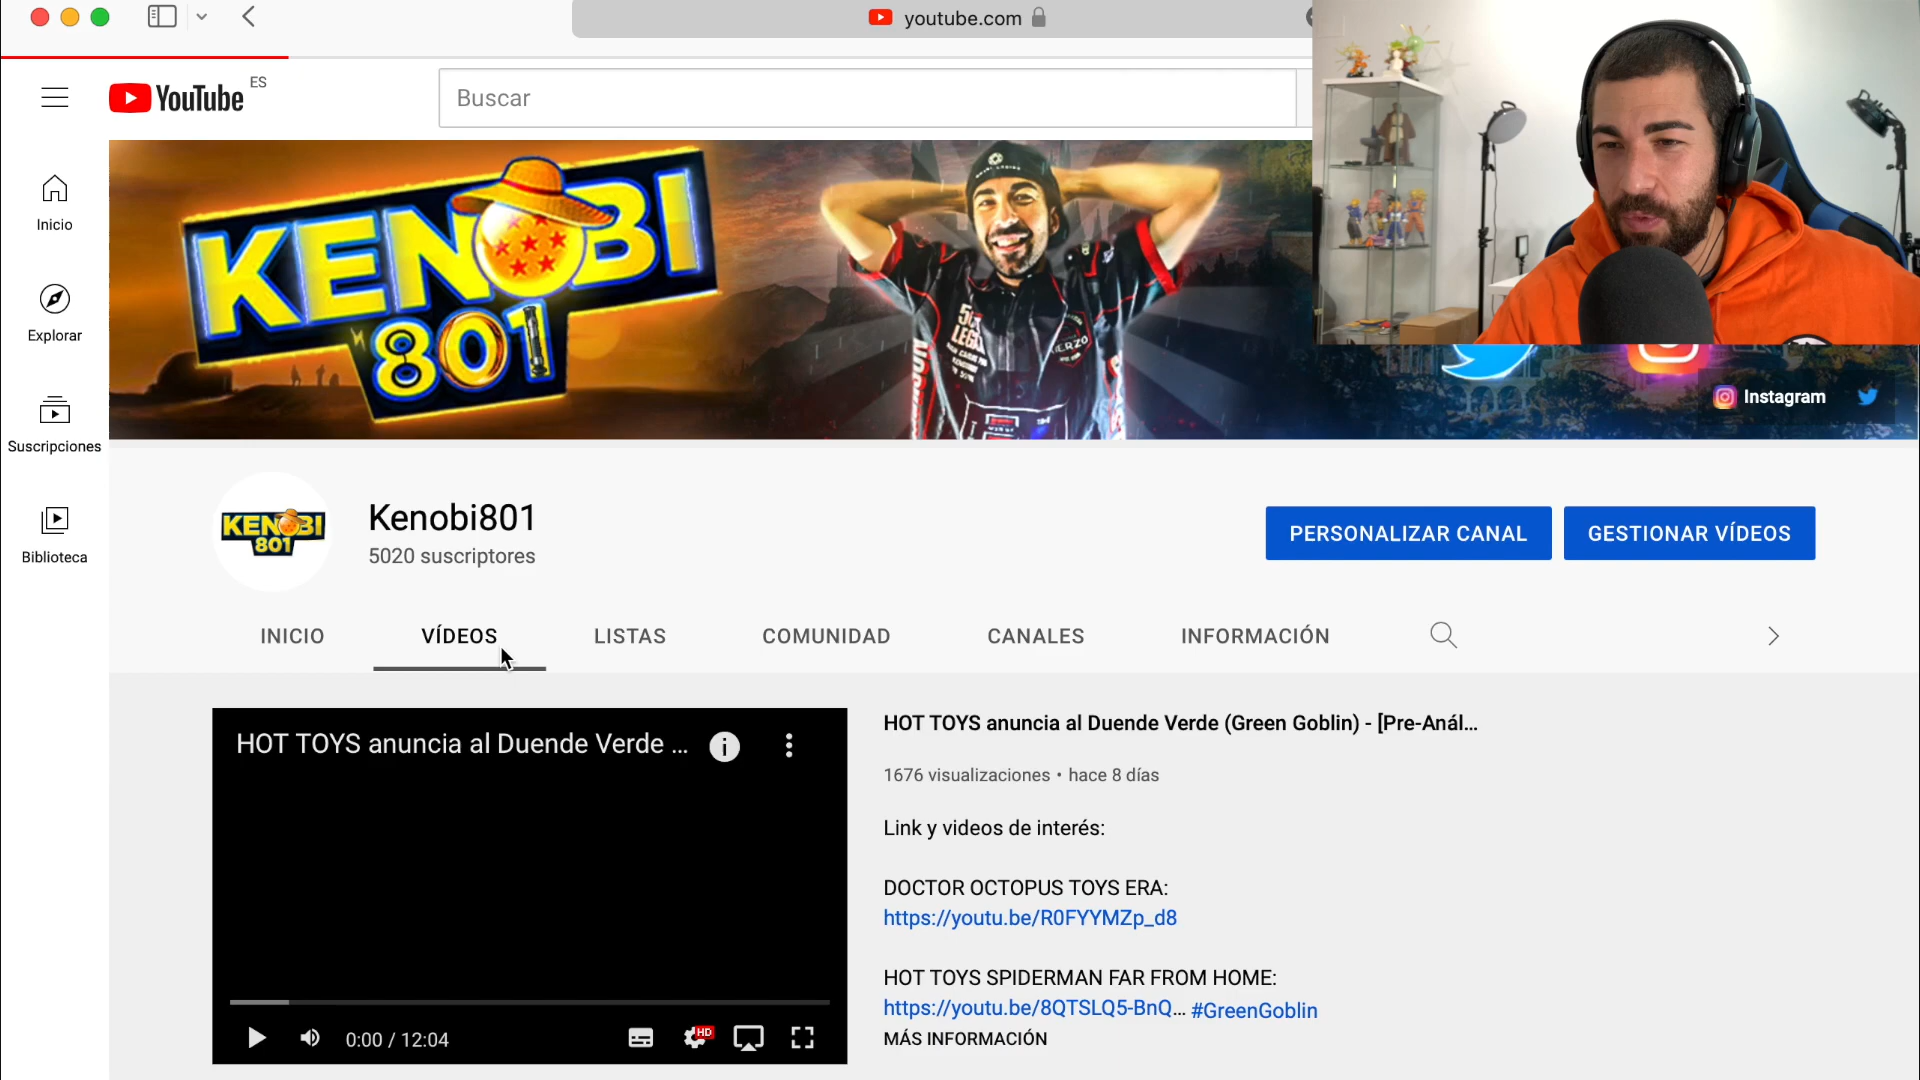 youtube.com
YouTube ES
Buscar
Inicio
Explorar
Suscripciones
Biblioteca
KENOBI
801
Instagram
KENOBI
801
Kenobi801
5020 suscriptores
PERSONALIZAR CANAL
GESTIONAR VÍDEOS
INICIO
VÍDEOS
LISTAS
COMUNIDAD
CANALES
INFORMACIÓN
HOT TOYS anuncia al Duende Verde ...
HD
0:00 / 12:04
HOT TOYS anuncia al Duende Verde (Green Goblin) - [Pre-Anál...
1676 visualizaciones • hace 8 días
Link y videos de interés:
DOCTOR OCTOPUS TOYS ERA:
https://youtu.be/R0FYYMZp_d8
HOT TOYS SPIDERMAN FAR FROM HOME:
https://youtu.be/8QTSLQ5-BnQ... #GreenGoblin
MÁS INFORMACIÓN